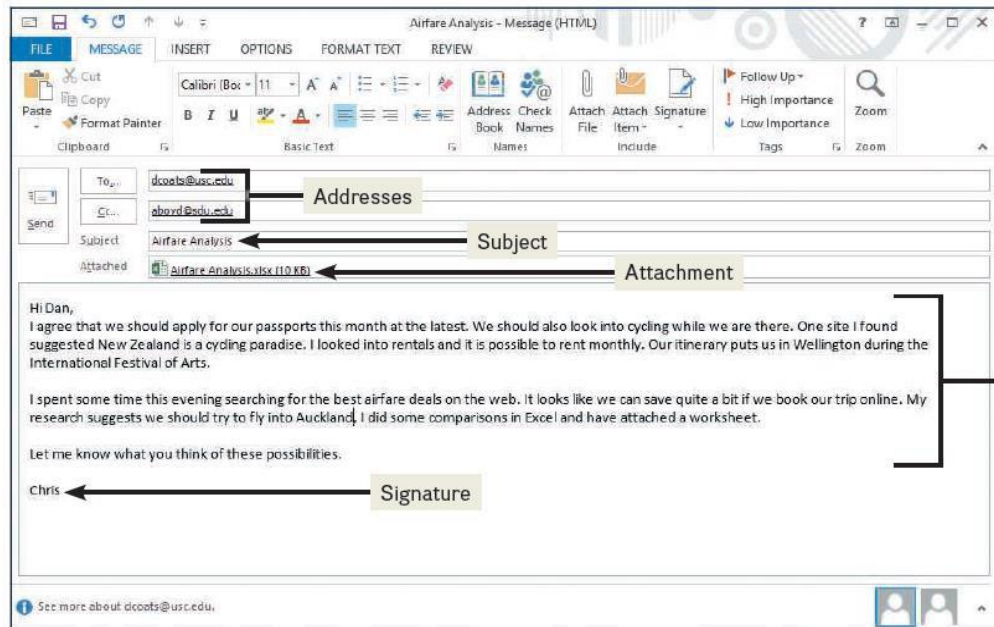 Airfare Analysis - Message (HTML)
?
FILE MESSAGE INSERT OPTIONS FORMAT TEXT REVIEW
Cut
Copy
Format Painter
Paste
Calibri (Boc 11 A A
B I U aby A
Address Book
Check Names
Attach File
Attach Item
Signature
Follow Up
High Importance
Low Importance
Zoom
Clipboard Basic Text Names Include Tags Zoom
Send
To... dcoats@usc.edu
Cc... aboyd@sdu.edu
Addresses
Subject Airfare Analysis
Subject
Attached Airfare Analysis.xlsx (10 KB)
Attachment
Hi Dan,
I agree that we should apply for our passports this month at the latest. We should also look into cycling while we are there. One site I found
suggested New Zealand is a cycling paradise. I looked into rentals and it is possible to rent monthly. Our itinerary puts us in Wellington during the
International Festival of Arts.
I spent some time this evening searching for the best airfare deals on the web. It looks like we can save quite a bit if we book our trip online. My
research suggests we should try to fly into Auckland. I did some comparisons in Excel and have attached a worksheet.
Let me know what you think of these possibilities.
Chris
Signature
See more about dcoats@usc.edu.